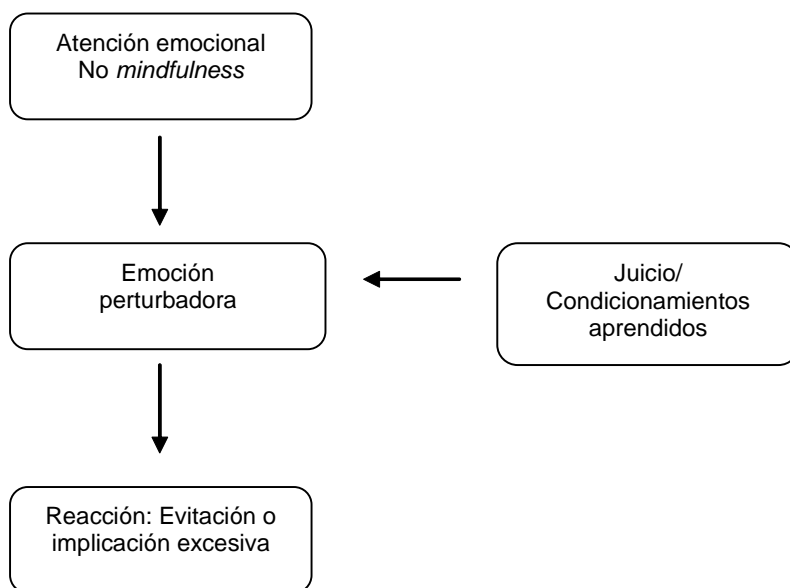 Atención emocional
No mindfulness
Emoción
perturbadora
Juicio/
Condicionamientos
aprendidos
Reacción: Evitación o
implicación excesiva